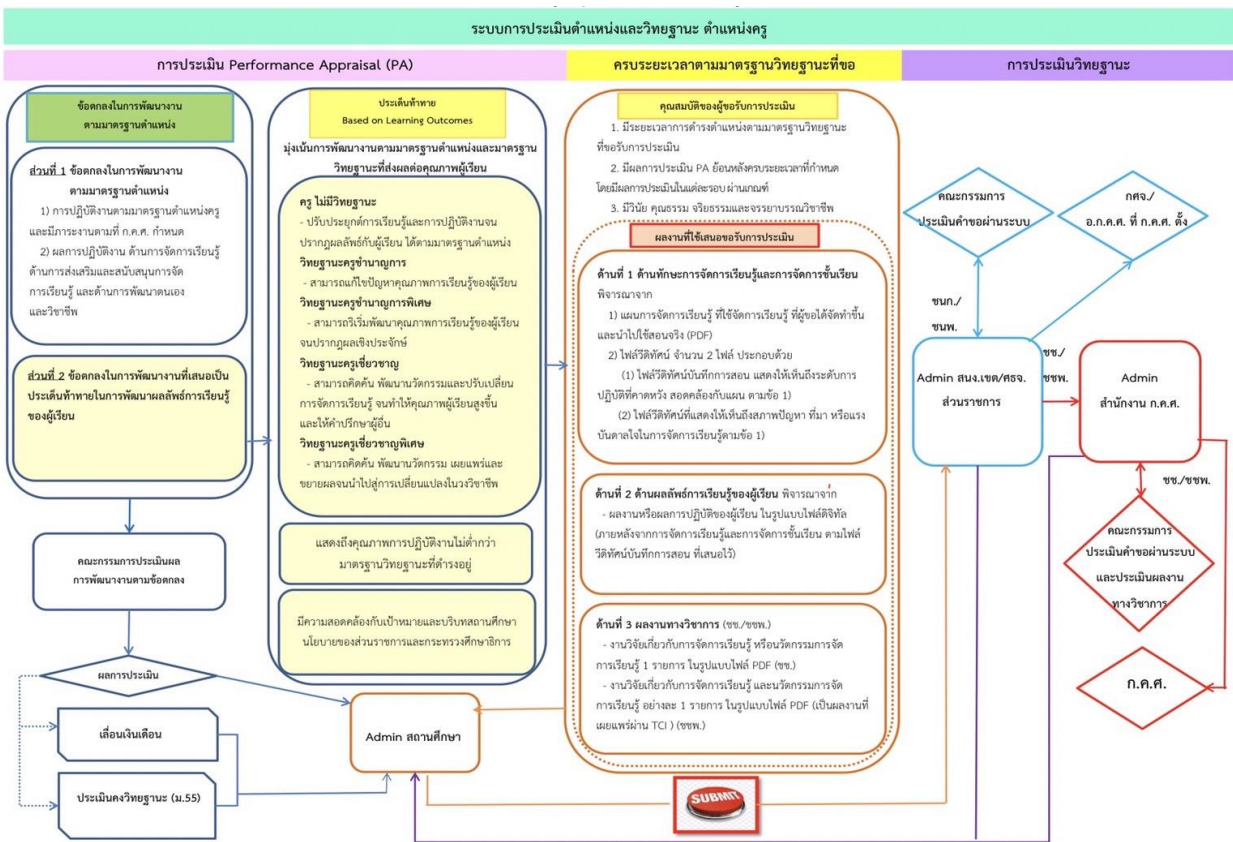 ระบบการประเมินตำแหน่งและวิทยฐานะ ตำแหน่งครู
การประเมิน Performance Appraisal (PA)
ครบระยะเวลาตามมาตรฐานวิทยฐานะที่ขอ
การประเมินวิทยฐานะ
ข้อตกลงในการพัฒนางาน
ตามมาตรฐานตำแหน่ง
ส่วนที่ 1 ข้อตกลงในการพัฒนางาน
ตามมาตรฐานตำแหน่ง
1) การปฏิบัติงานตามมาตรฐานตำแหน่งครู
และมีภาระงานตามที่ ก.ค.ศ. กำหนด
2) ผลการปฏิบัติงาน ด้านการจัดการเรียนรู้
ด้านการส่งเสริมและสนับสนุนการจัด
การเรียนรู้ และด้านการพัฒนาตนเอง
และวิชาชีพ
ส่วนที่ 2 ข้อตกลงในการพัฒนางานที่เสนอเป็น
ประเด็นท้าทายในการพัฒนาผลลัพธ์การเรียนรู้
ของผู้เรียน
คณะกรรมการประเมินผล
การพัฒนางานตามข้อตกลง
ผลการประเมิน
เลื่อนเงินเดือน
ประเมินคงวิทยฐานะ (ม.55)
ประเด็นท้าทาย
Based on Learning Outcomes
มุ่งเน้นการพัฒนางานตามมาตรฐานตำแหน่งและมาตรฐาน
วิทยฐานะที่ส่งผลต่อคุณภาพผู้เรียน
ครู ไม่มีวิทยฐานะ
- ปรับประยุกต์การเรียนรู้และการปฏิบัติงานจน
ปรากฏผลลัพธ์กับผู้เรียน ได้ตามมาตรฐานตำแหน่ง
วิทยฐานะครูชำนาญการ
- สามารถแก้ไขปัญหาคุณภาพการเรียนรู้ของผู้เรียน
วิทยฐานะครูชำนาญการพิเศษ
- สามารถริเริ่มพัฒนาคุณภาพการเรียนรู้ของผู้เรียน
จนปรากฏผลเชิงประจักษ์
วิทยฐานะครูเชี่ยวชาญ
- สามารถคิดค้น พัฒนานวัตกรรมและปรับเปลี่ยน
การจัดการเรียนรู้ จนทำให้คุณภาพผู้เรียนสูงขึ้น
และให้คำปรึกษาผู้อื่น
วิทยฐานะครูเชี่ยวชาญพิเศษ
- สามารถคิดค้น พัฒนานวัตกรรม เผยแพร่และ
ขยายผลจนนำไปสู่การเปลี่ยนแปลงในวงวิชาชีพ
แสดงถึงคุณภาพการปฏิบัติงานไม่ต่ำกว่า
มาตรฐานวิทยฐานะที่ดำรงอยู่
มีความสอดคล้องกับเป้าหมายและบริบทสถานศึกษา
นโยบายของส่วนราชการและกระทรวงศึกษาธิการ
Admin สถานศึกษา
คุณสมบัติของผู้ขอรับการประเมิน
1. มีระยะเวลาการดำรงตำแหน่งตามมาตรฐานวิทยฐานะ
ที่ขอรับการประเมิน
2. มีผลการประเมิน PA ย้อนหลังครบระยะเวลาที่กำหนด
โดยมีผลการประเมินในแต่ละรอบ ผ่านเกณฑ์
3. มีวินัย คุณธรรม จริยธรรมและจรรยาบรรณวิชาชีพ
ผลงานที่ใช้เสนอขอรับการประเมิน
ด้านที่ 1 ด้านทักษะการจัดการเรียนรู้และการจัดการชั้นเรียน
พิจารณาจาก
1) แผนการจัดการเรียนรู้ ที่ใช้จัดการเรียนรู้ ที่ผู้ขอได้จัดทำขึ้น
และนำไปใช้สอนจริง (PDF)
2) ไฟล์วีดิทัศน์ จำนวน 2 ไฟล์ ประกอบด้วย
(1) ไฟล์วีดิทัศน์บันทึกการสอน แสดงให้เห็นถึงระดับการ
ปฏิบัติที่คาดหวัง สอดคล้องกับแผน ตามข้อ 1)
(2) ไฟล์วีดิทัศน์ที่แสดงให้เห็นถึงสภาพปัญหา ที่มา หรือแรง
บันดาลใจในการจัดการเรียนรู้ตามข้อ 1)
ด้านที่ 2 ด้านผลลัพธ์การเรียนรู้ของผู้เรียน พิจารณาจาก
- ผลงานหรือผลการปฏิบัติของผู้เรียน ในรูปแบบไฟล์ดิจิทัล
(ภายหลังจากการจัดการเรียนรู้และการจัดการชั้นเรียน ตามไฟล์
วีดิทัศน์บันทึกการสอน ที่เสนอไว้)
ด้านที่ 3 ผลงานทางวิชาการ (ชช./ชชพ.)
- งานวิจัยเกี่ยวกับการจัดการเรียนรู้ หรือนวัตกรรมการจัด
การเรียนรู้ 1 รายการ ในรูปแบบไฟล์ PDF (ชช.)
- งานวิจัยเกี่ยวกับการจัดการเรียนรู้ และนวัตกรรมการจัด
การเรียนรู้ อย่างละ 1 รายการ ในรูปแบบไฟล์ PDF (เป็นผลงานที่
เผยแพร่ผ่าน TCI ) (ชชพ.)
SUBMIT
คณะกรรมการ
ประเมินคำขอผ่านระบบ
กศจ./
อ.ก.ค.ศ. ที่ ก.ค.ศ. ตั้ง
ชนก./
ชนพ.
Admin สนง.เขต/ศธจ.
ส่วนราชการ
ชช./
ชชพ.
Admin
สำนักงาน ก.ค.ศ.
ชช./ชชพ.
คณะกรรมการ
ประเมินคำขอผ่านระบบ
และประเมินผลงาน
ทางวิชาการ
ก.ค.ศ.